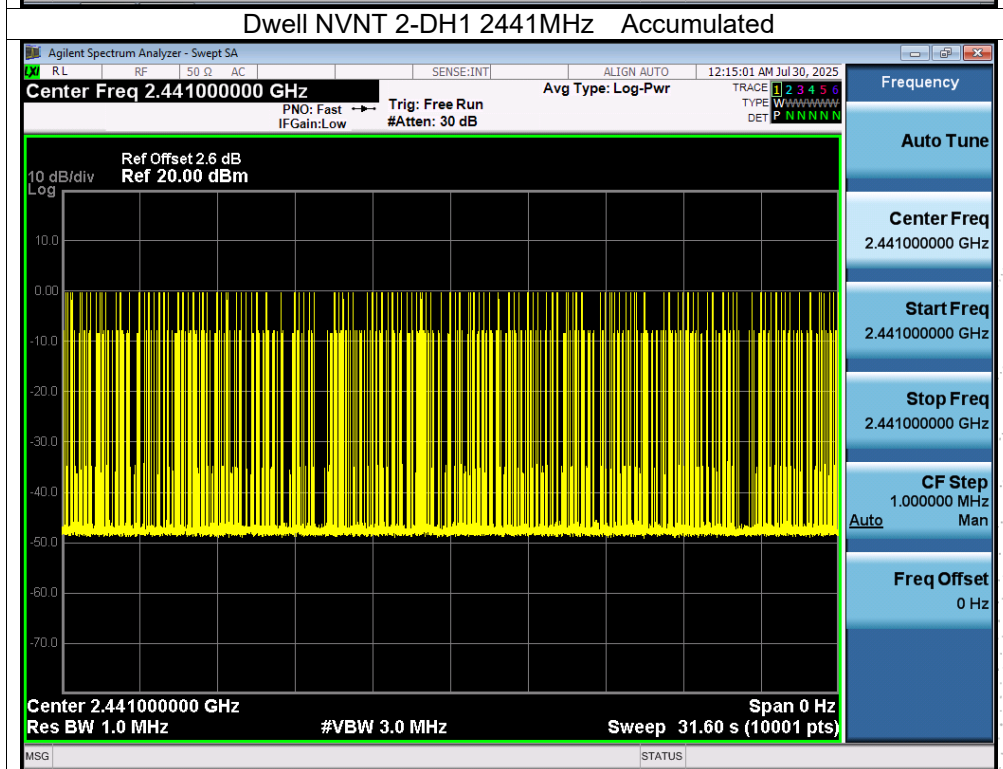 Dwell NVNT 2-DH1 2441MHz Accumulated
Agilent Spectrum Analyzer - Swept SA
LXI RL RF 50 Ω AC SENSE:INT ALIGN AUTO 12:15:01 AM Jul 30, 2025
Center Freq 2.441000000 GHz
PNO: Fast
IFGain:Low
Trig: Free Run
#Atten: 30 dB
Avg Type: Log-Pwr
TRACE 1 2 3 4 5 6
TYPE WWWWWWW
DET P N N N N N
Ref Offset 2.6 dB
10 dB/div Ref 20.00 dBm
Log
10.0
0.00
-10.0
-20.0
-30.0
-40.0
-50.0
-60.0
-70.0
Center 2.441000000 GHz Span 0 Hz
Res BW 1.0 MHz #VBW 3.0 MHz Sweep 31.60 s (10001 pts)
MSG STATUS
Frequency
Auto Tune
Center Freq
2.441000000 GHz
Start Freq
2.441000000 GHz
Stop Freq
2.441000000 GHz
CF Step
1.000000 MHz
Auto Man
Freq Offset
0 Hz